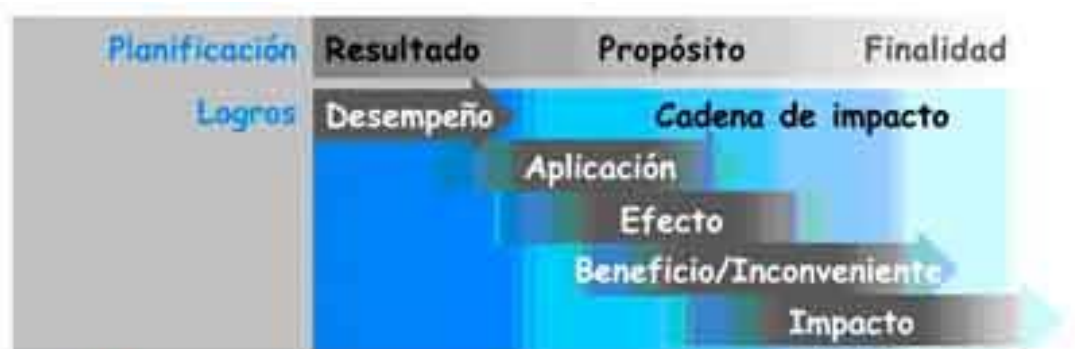 Planificación Resultado Propósito Finalidad
Logros Desempeño Cadena de impacto
Aplicación
Efecto
Beneficio/Inconveniente
Impacto